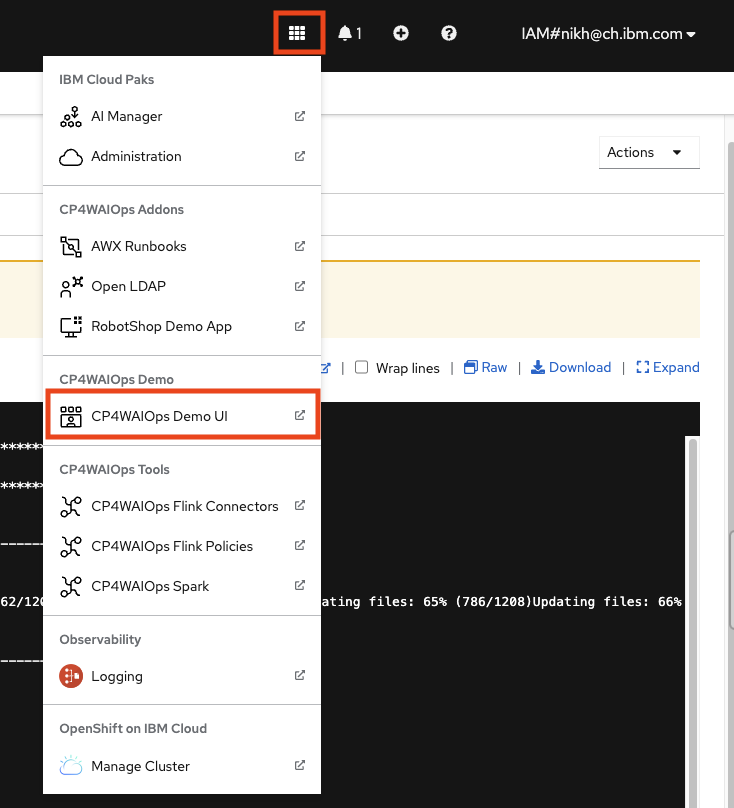 1
IAM#nikh@ch.ibm.com
IBM Cloud Paks
AI Manager
Administration
Actions
CP4WAIOps Addons
AWX Runbooks
Open LDAP
RobotShop Demo App
| Wrap lines | Raw | Download | Expand
CP4WAIOps Demo
CP4WAIOps Demo UI
******
CP4WAIOps Tools
******
CP4WAIOps Flink Connectors
CP4WAIOps Flink Policies
------
CP4WAIOps Spark
ating files: 65% (786/1208)Updating files: 66%
Observability
------
Logging
OpenShift on IBM Cloud
Manage Cluster